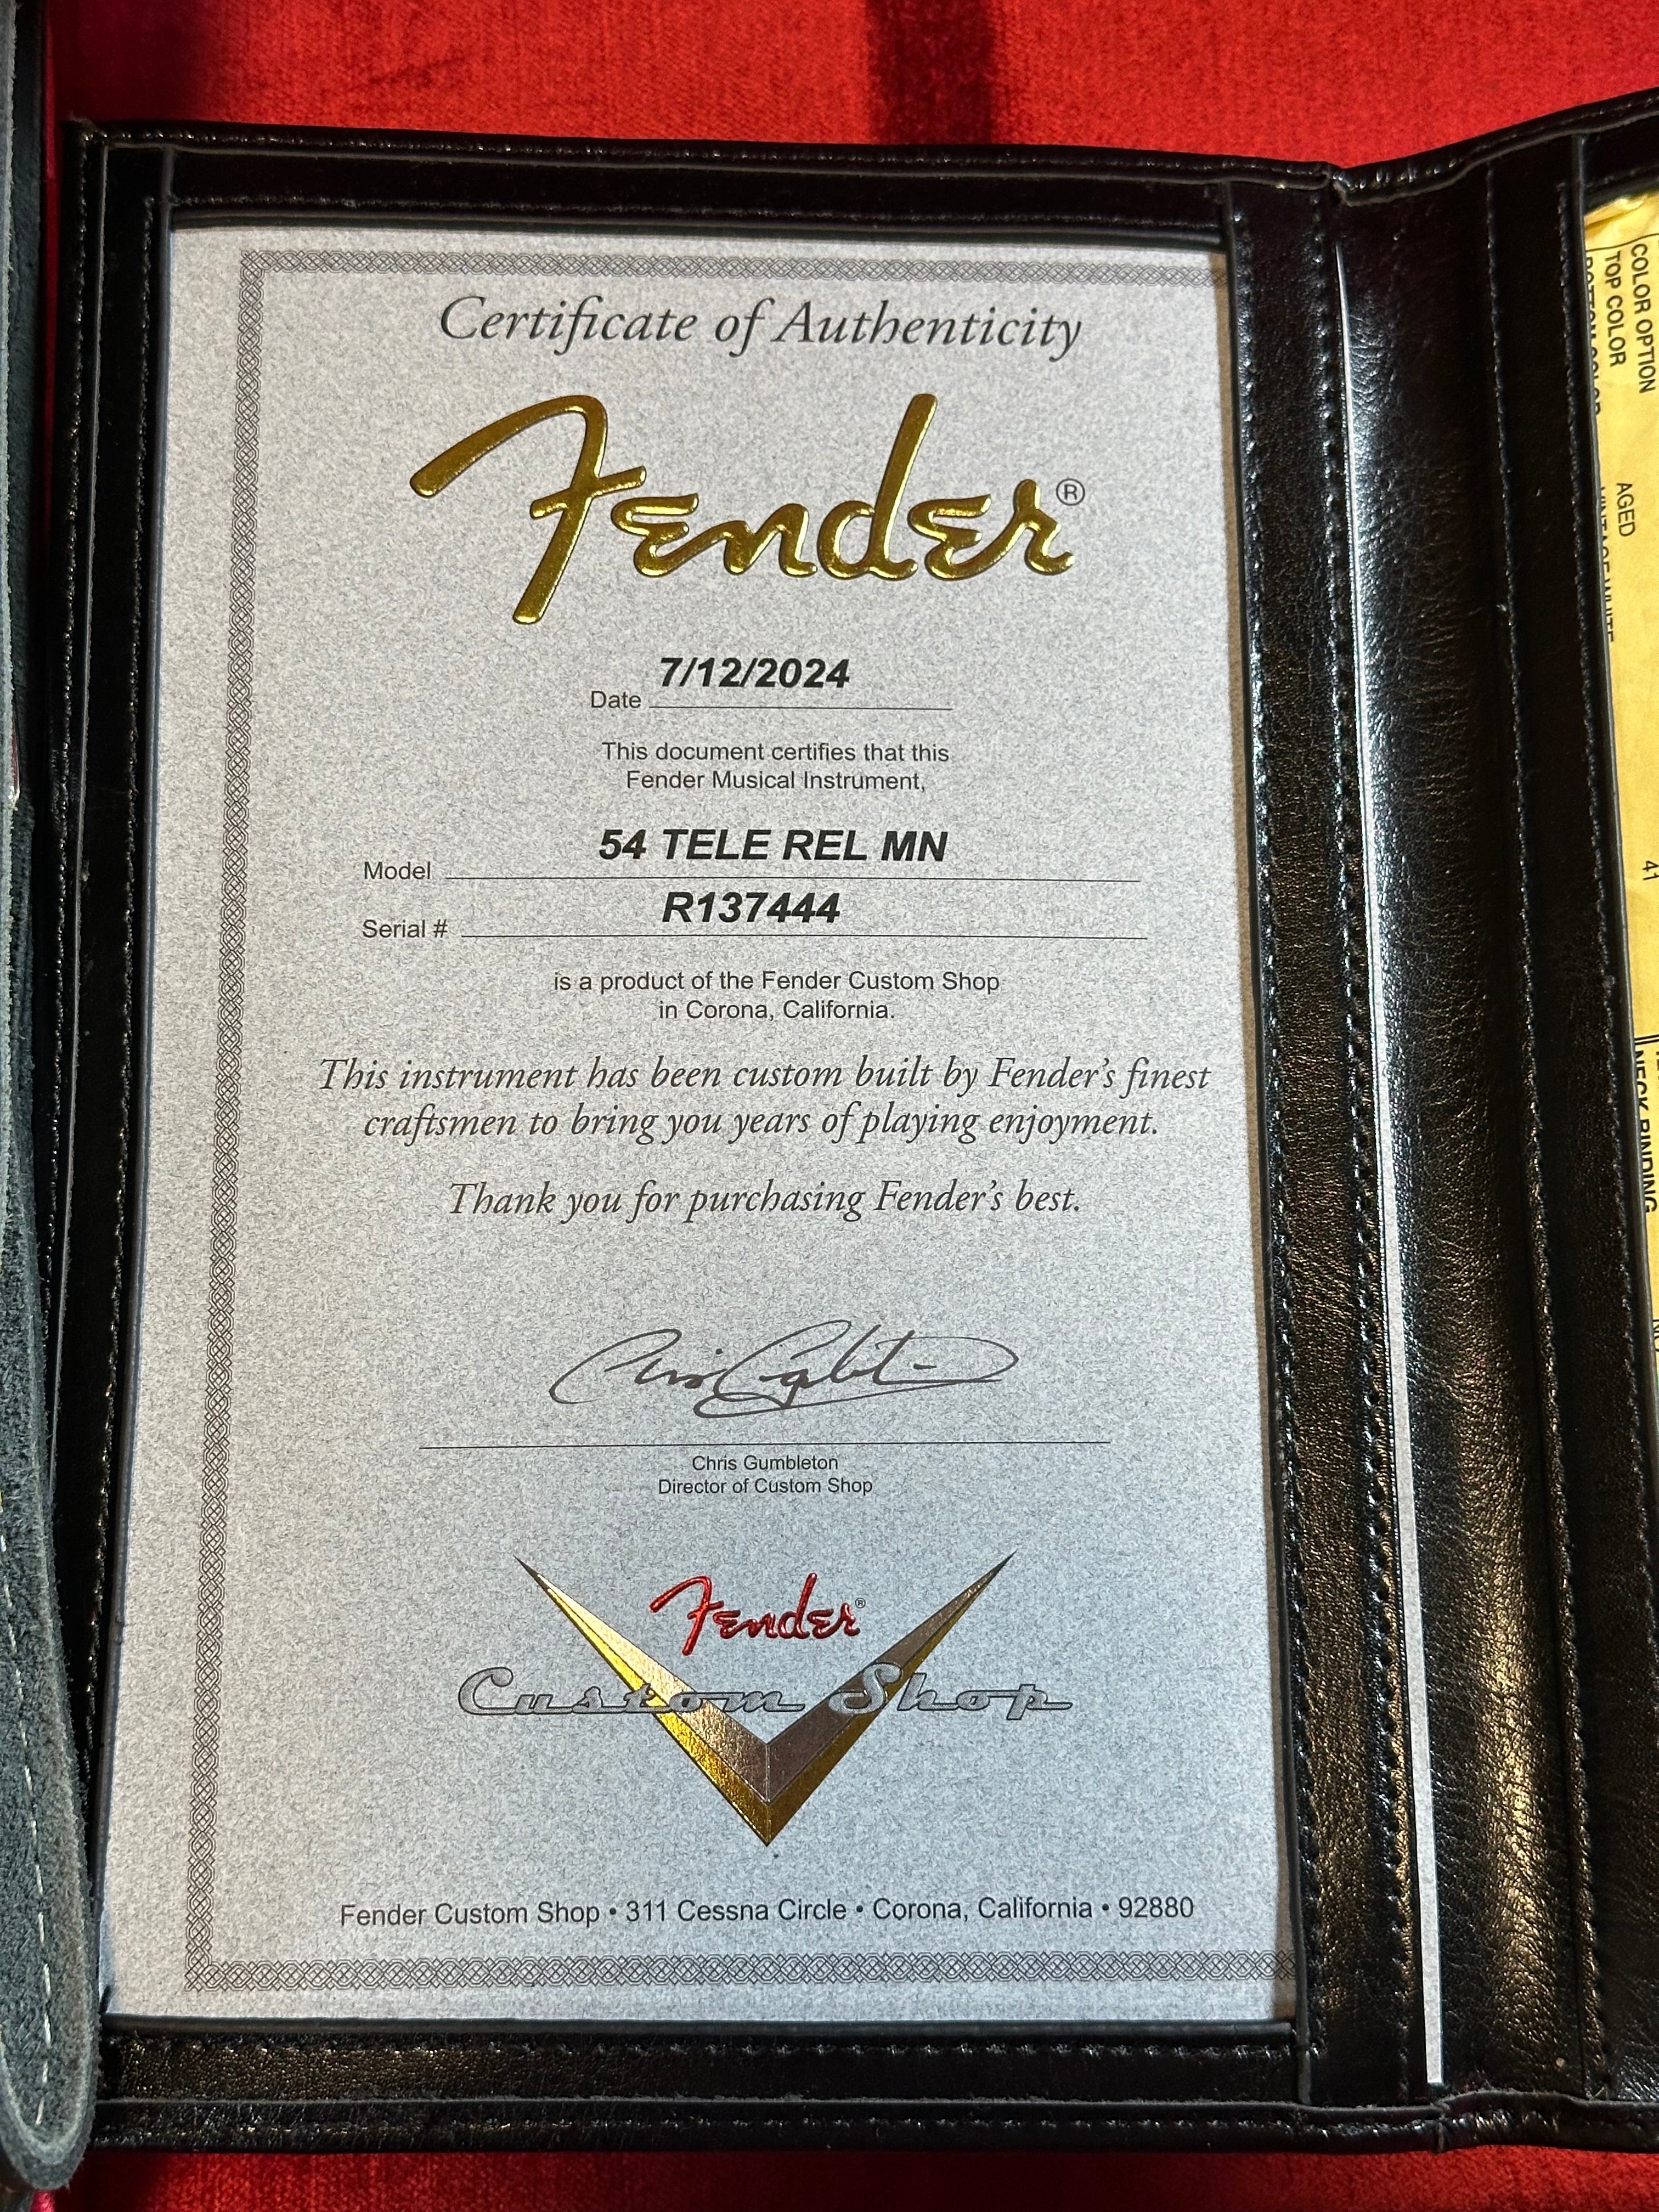 Certificate of Authenticity
Fender®
7/12/2024
Date
This document certifies that this
Fender Musical Instrument,
54 TELE REL MN
Model
R137444
Serial #
is a product of the Fender Custom Shop
in Corona, California.
This instrument has been custom built by Fender's finest
craftsmen to bring you years of playing enjoyment.
Thank you for purchasing Fender's best.
Chris Gumbleton
Director of Custom Shop
Fender®
Custom Shop
Fender Custom Shop • 311 Cessna Circle • Corona, California • 92880
COLOR OPTION
TOP COLOR AGED
41
NECK BINDING